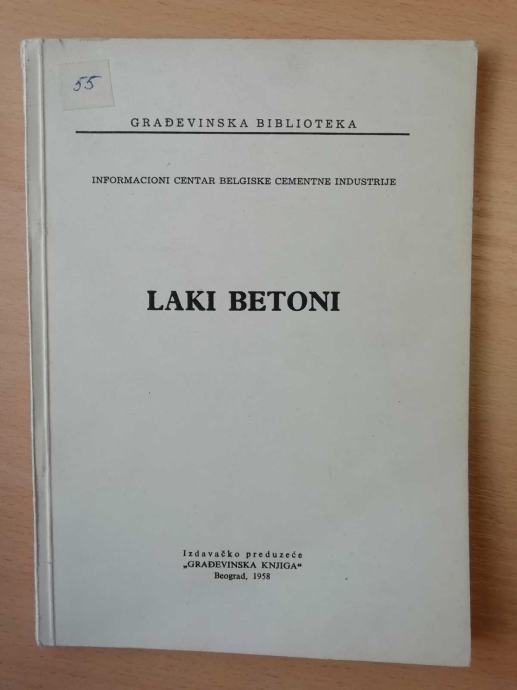 55
GRAĐEVINSKA BIBLIOTEKA
INFORMACIONI CENTAR BELGISKE CEMENTNE INDUSTRIJE
LAKI BETONI
Izdavačko preduzeće
„GRAĐEVINSKA KNJIGA“
Beograd, 1958